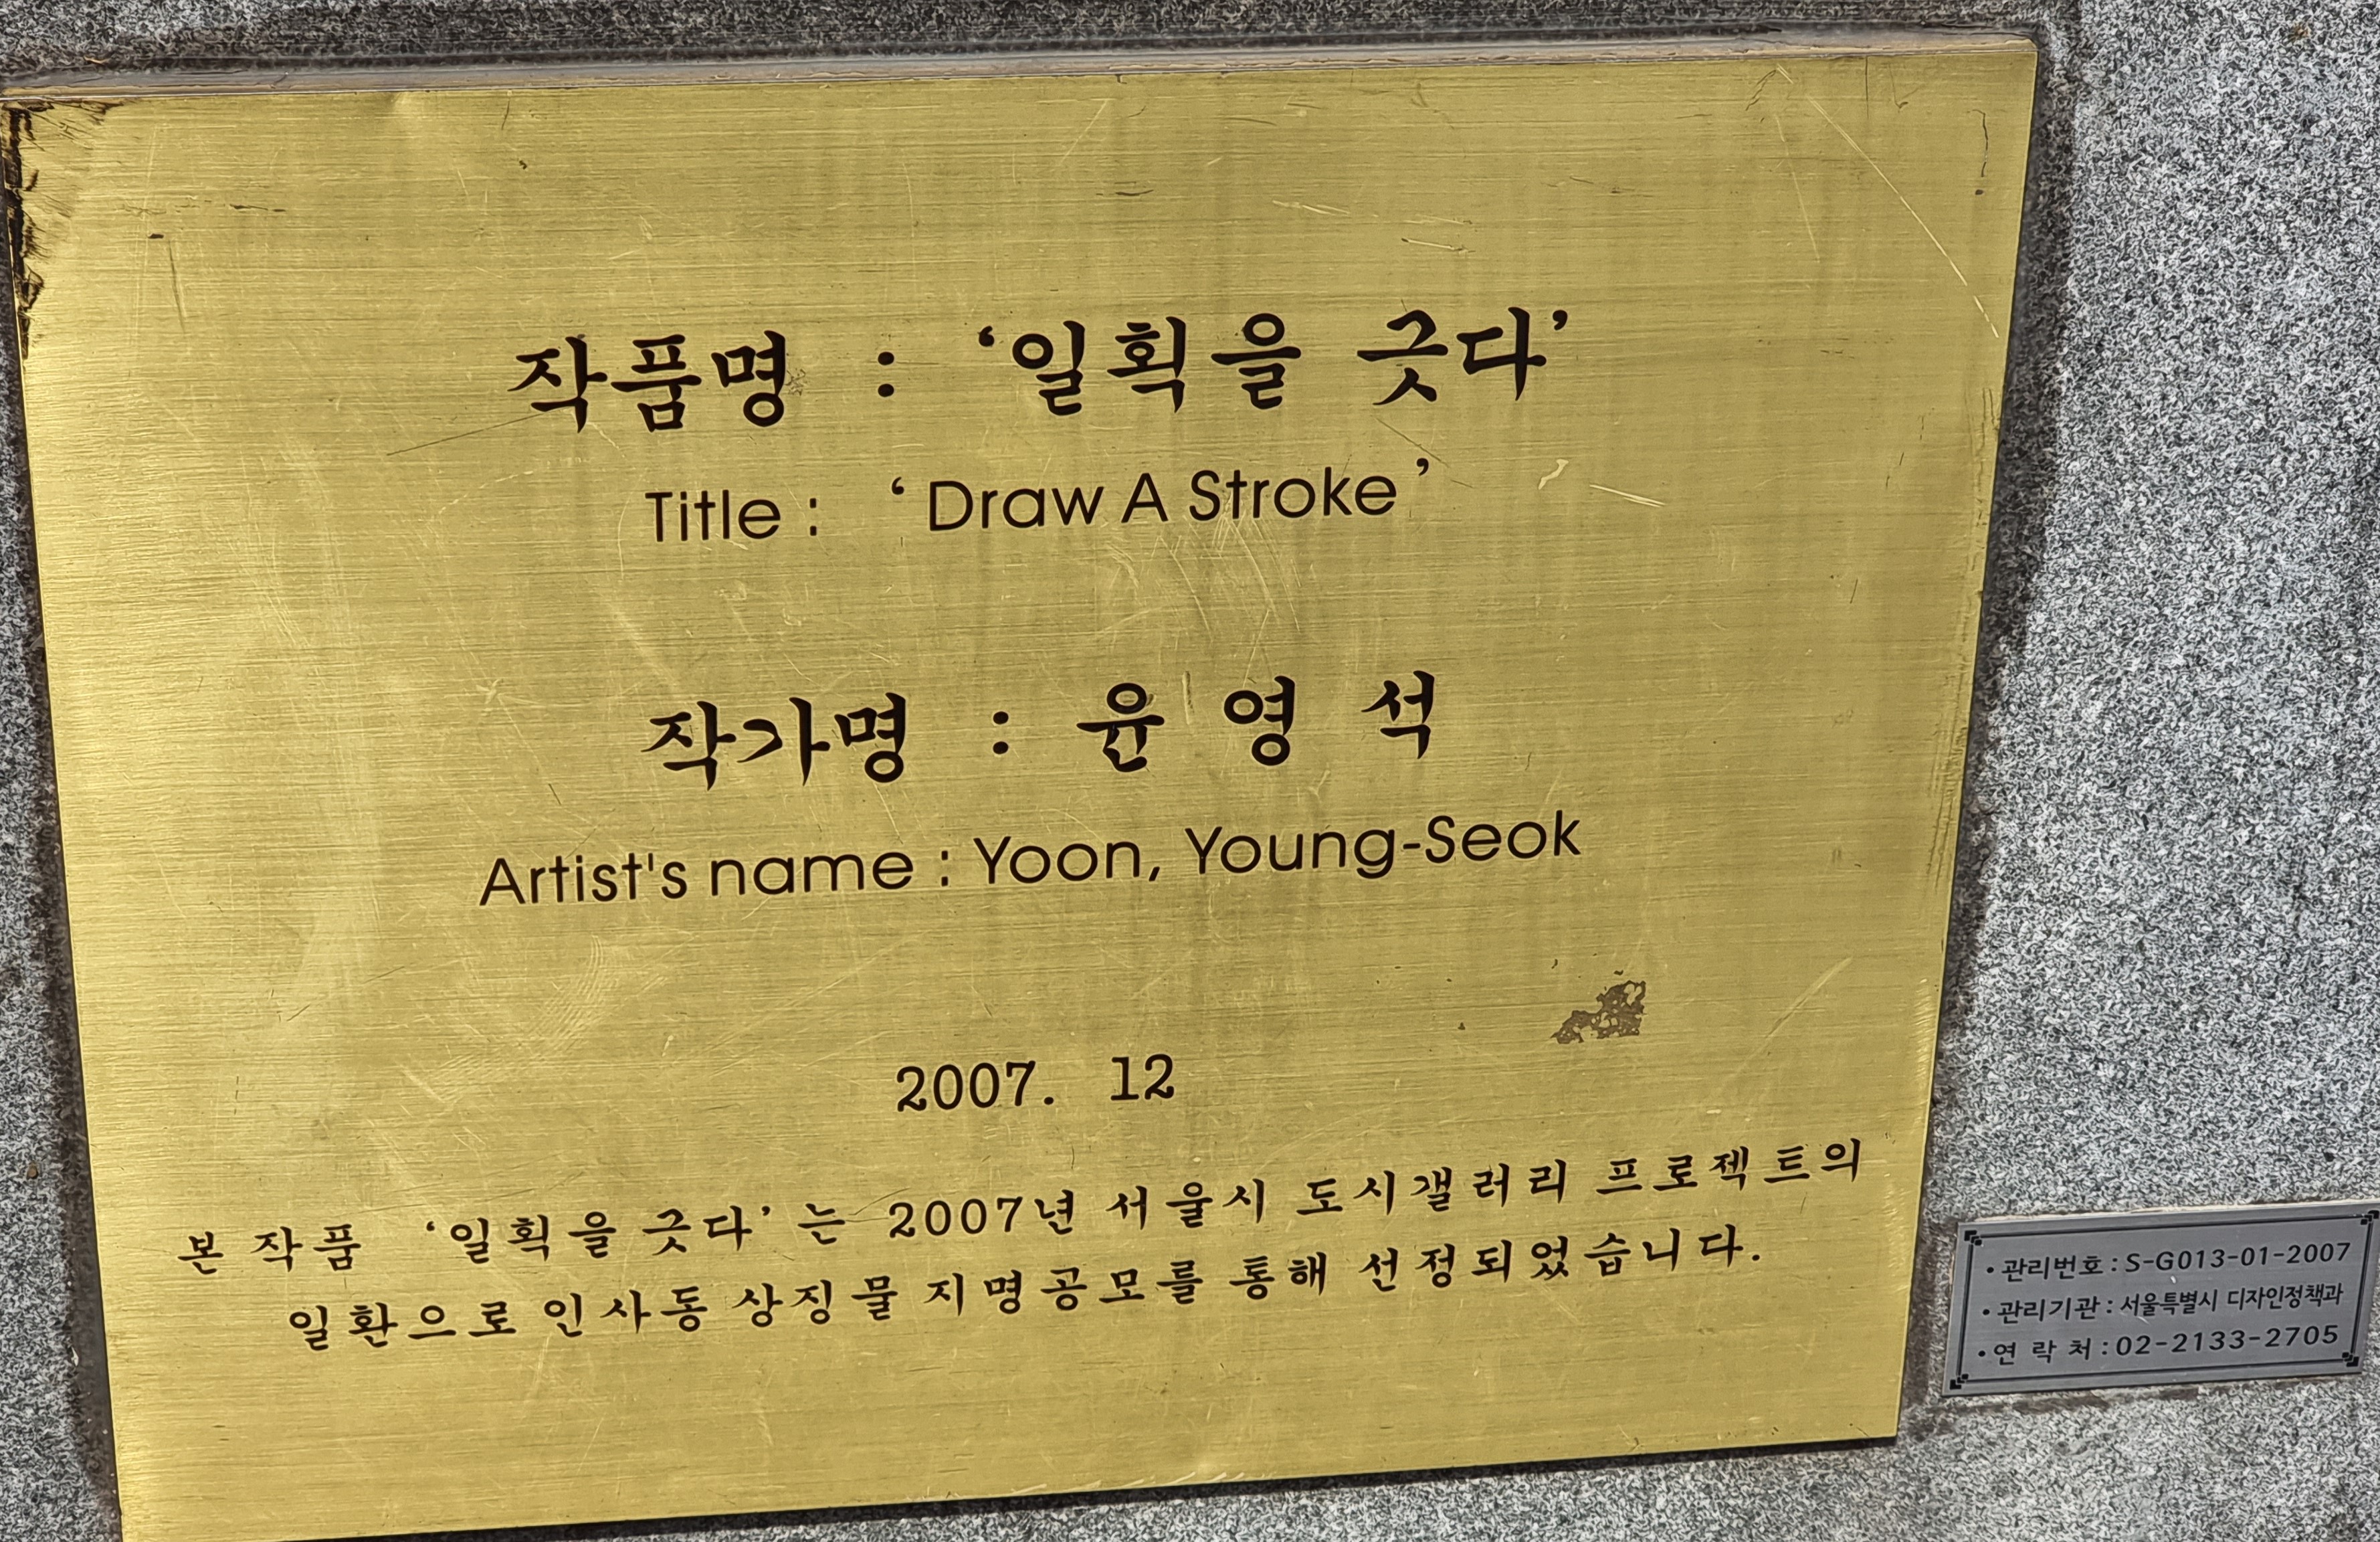 작품명 : ‘일획을 긋다’
Title : ‘Draw A Stroke’
작가명 : 윤 영 석
Artist's name : Yoon, Young-Seok
2007. 12
본 작품 ‘일획을 긋다’ 는 2007년 서울시 도시갤러리 프로젝트의
일환으로 인사동 상징물 지명공모를 통해 선정되었습니다.
• 관리번호 : S-G013-01-2007
• 관리기관 : 서울특별시 디자인정책과
• 연 락 처 : 02-2133-2705